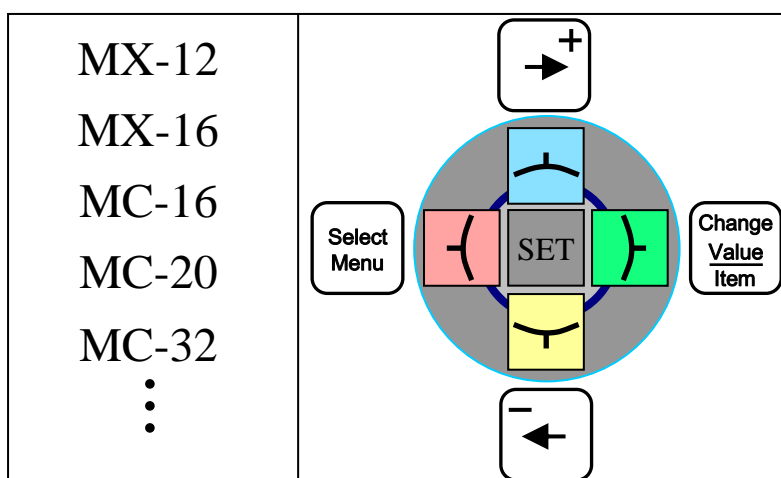 MX-12
MX-16
MC-16
MC-20
MC-32
+
Select
Menu
SET
Change
Value
Item
−